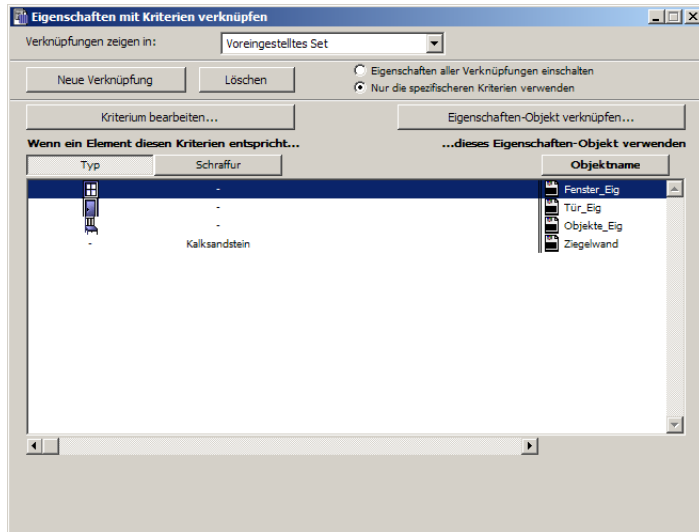 Eigenschaften mit Kriterien verknüpfen
Verknüpfungen zeigen in: Voreingestelltes Set
Neue Verknüpfung Löschen
Eigenschaften aller Verknüpfungen einschalten
Nur die spezifischeren Kriterien verwenden
Kriterium bearbeiten... Eigenschaften-Objekt verknüpfen...
Wenn ein Element diesen Kriterien entspricht... ...dieses Eigenschaften-Objekt verwenden
Typ Schraffur Objektname
- Fenster_Eig
- Tür_Eig
- Objekte_Eig
- Kalksandstein Ziegelwand